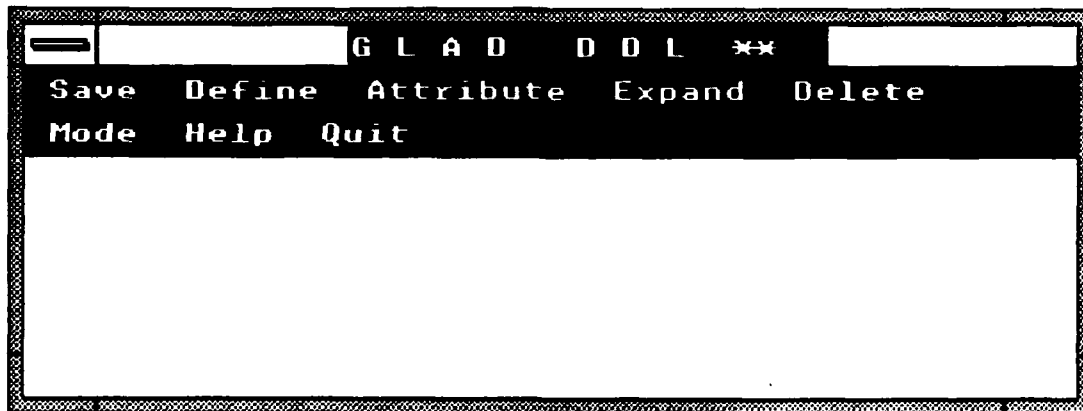 G L A D   D D L **
Save Define Attribute Expand Delete
Mode Help Quit